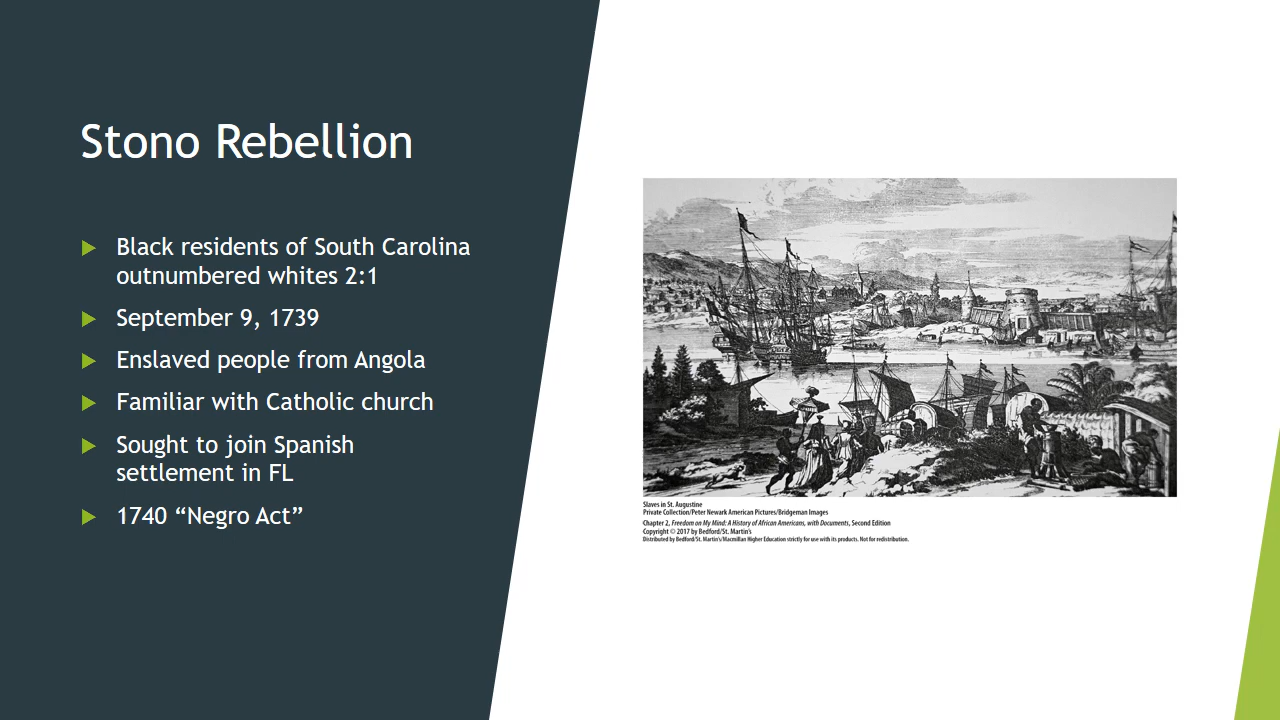 Stono Rebellion
Black residents of South Carolina
outnumbered whites 2:1
September 9, 1739
Enslaved people from Angola
Familiar with Catholic church
Sought to join Spanish
settlement in FL
1740 “Negro Act”
Slaves in St. Augustine
Private Collection/Peter Newark American Pictures/Bridgeman Images
Chapter 2, Freedom on My Mind: A History of African Americans, with Documents, Second Edition
Copyright © 2017 by Bedford/St. Martin's
Distributed by Bedford/St. Martin's/Macmillan Higher Education strictly for use with its products. Not for redistribution.